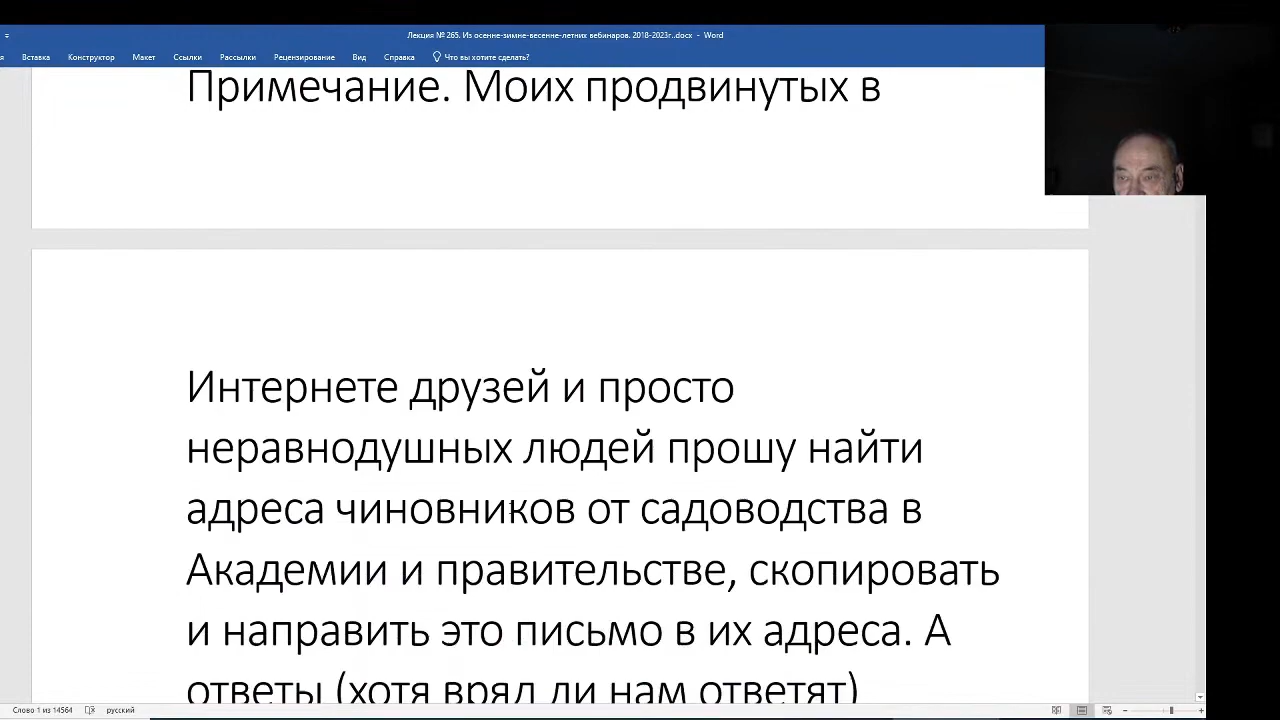 Лекция № 265. Из осенне-зимне-весенне-летних вебинаров. 2018-2023г..docx - Word
я Вставка Конструктор Макет Ссылки Рассылки Рецензирование Вид Справка Что вы хотите сделать?
Примечание. Моих продвинутых в
Интернете друзей и просто
неравнодушных людей прошу найти
адреса чиновников от садоводства в
Академии и правительстве, скопировать
и направить это письмо в их адреса. А
ответы (хотя вряд ли нам ответят)
Слово 1 из 14564 русский